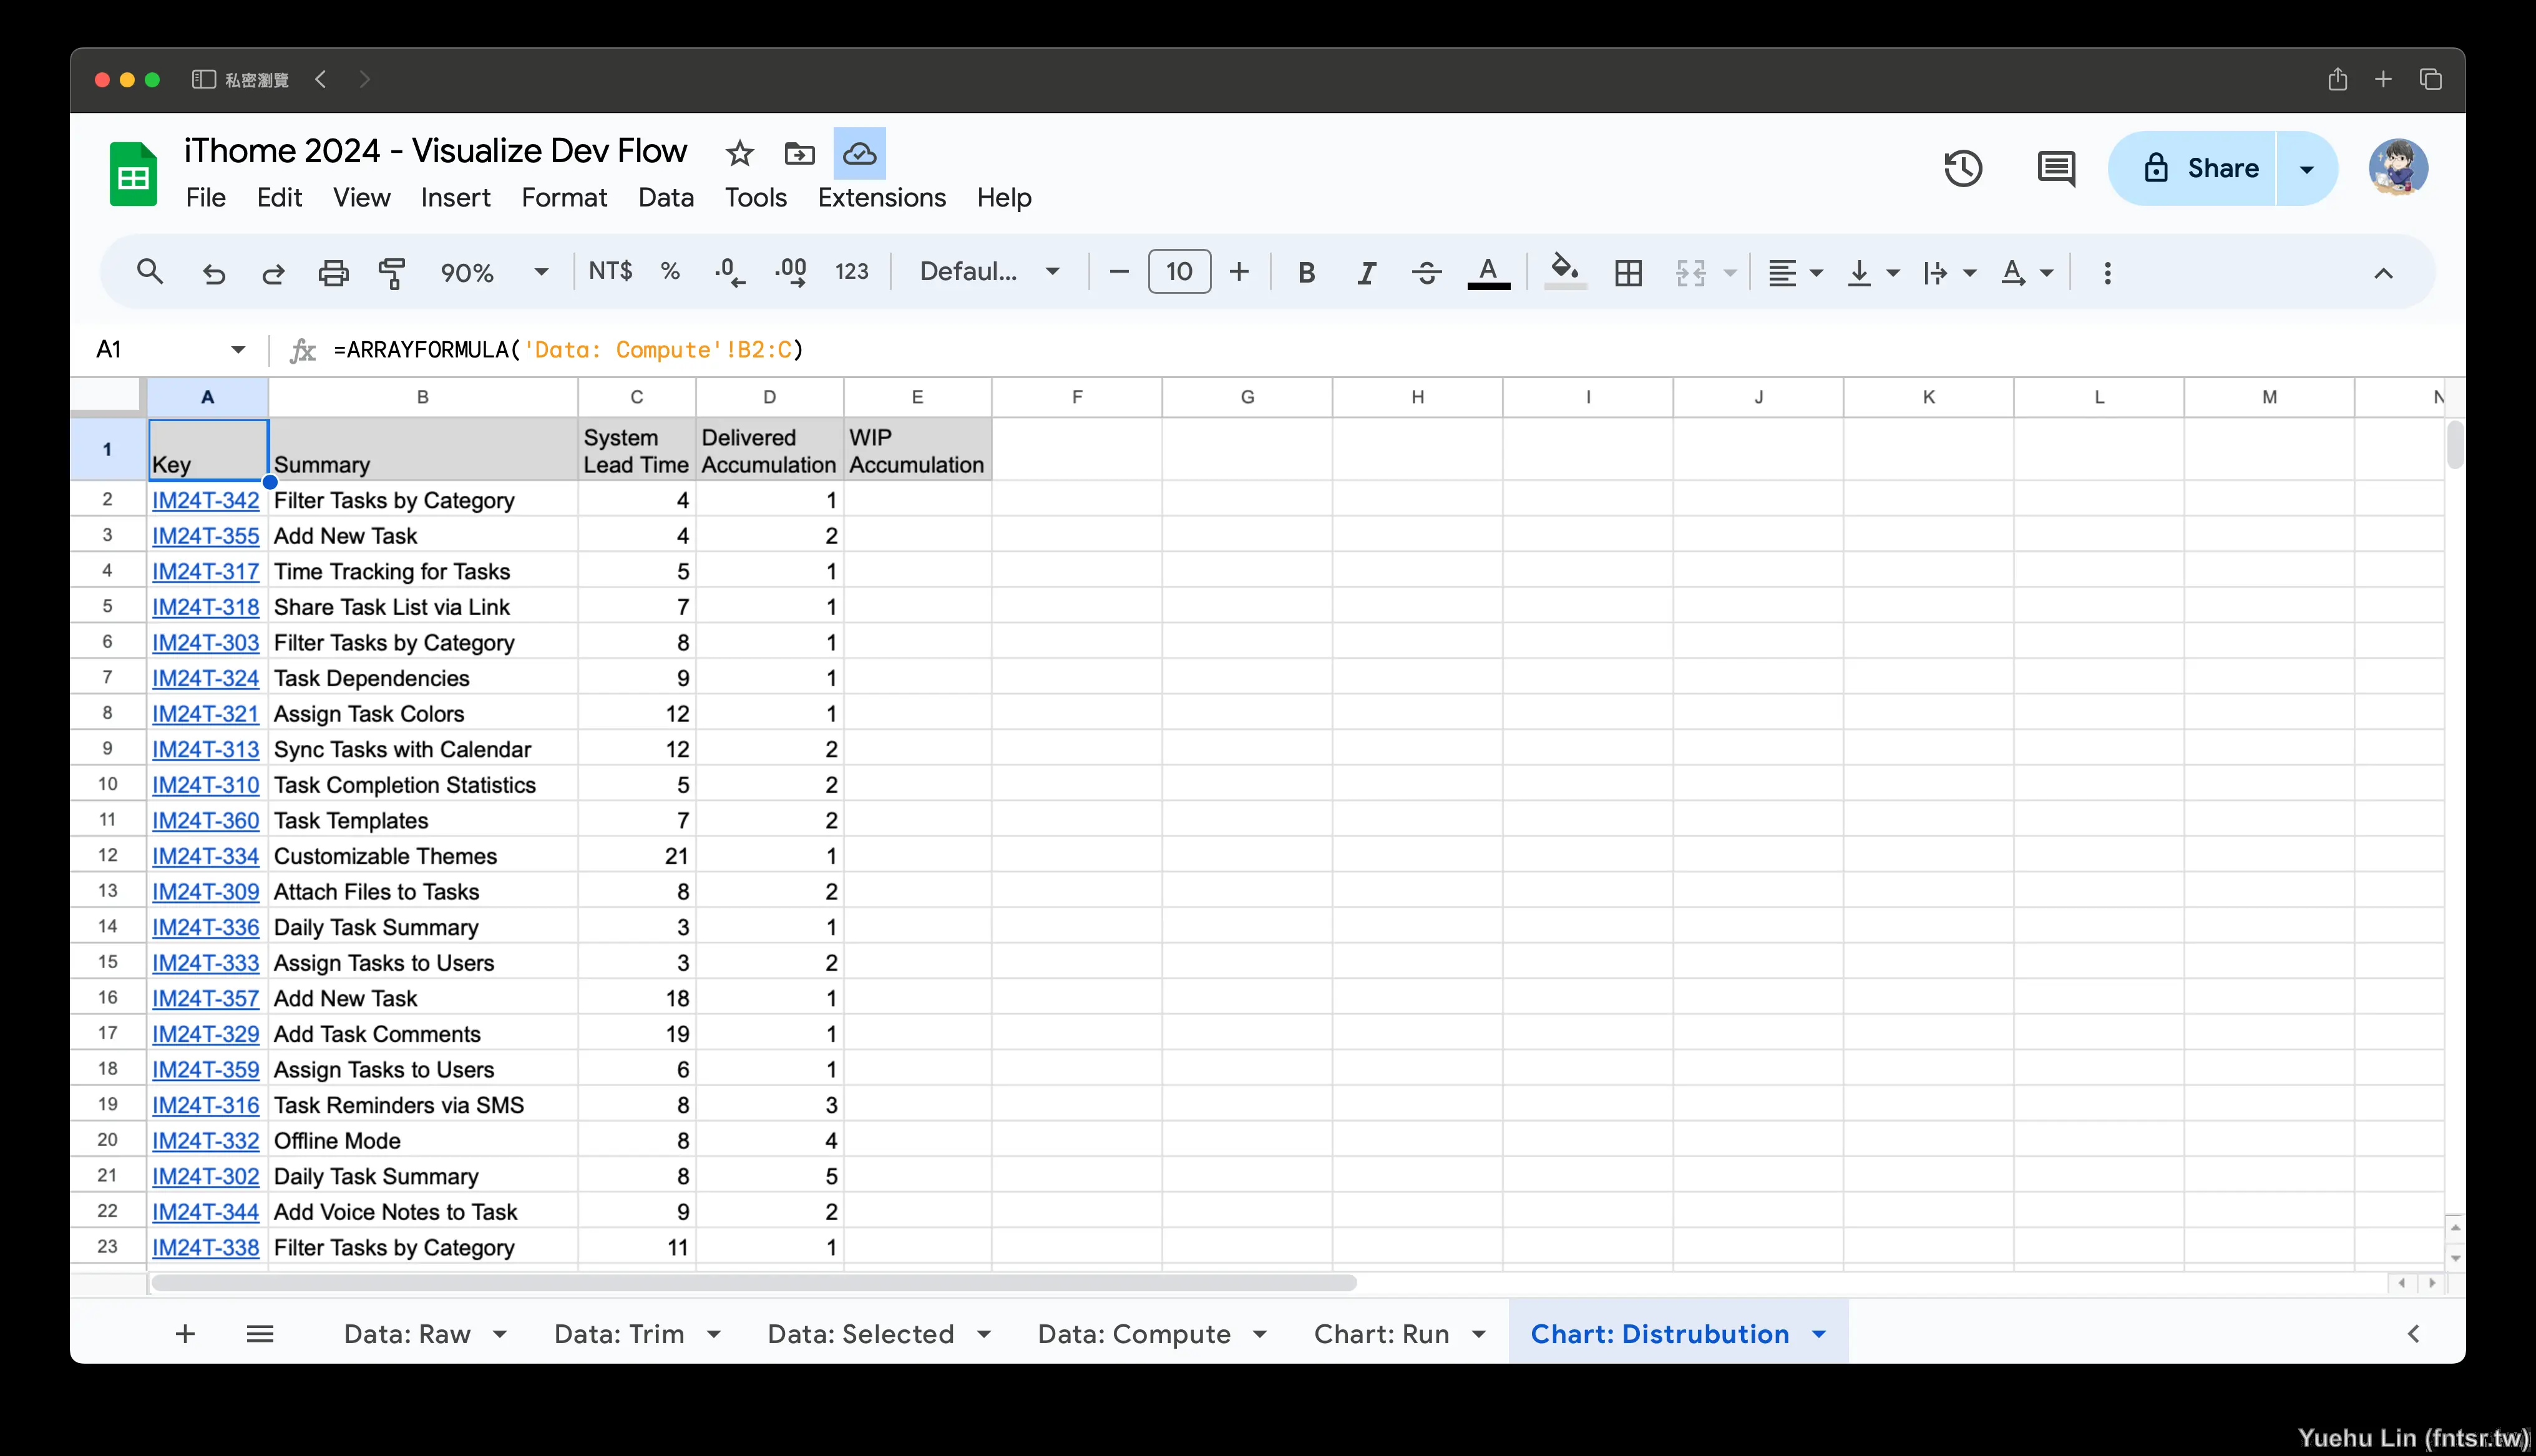 私密瀏覽
iThome 2024 - Visualize Dev Flow
File Edit View Insert Format Data Tools Extensions Help
Share
90% NT$ % .0 .00 123 Defaul... 10 B I A A
A1 fx =ARRAYFORMULA('Data: Compute'!B2:C)
A B C D E F G H I J K L M N
1 Key Summary System Lead Time Delivered Accumulation WIP Accumulation
2 IM24T-342 Filter Tasks by Category 4 1
3 IM24T-355 Add New Task 4 2
4 IM24T-317 Time Tracking for Tasks 5 1
5 IM24T-318 Share Task List via Link 7 1
6 IM24T-303 Filter Tasks by Category 8 1
7 IM24T-324 Task Dependencies 9 1
8 IM24T-321 Assign Task Colors 12 1
9 IM24T-313 Sync Tasks with Calendar 12 2
10 IM24T-310 Task Completion Statistics 5 2
11 IM24T-360 Task Templates 7 2
12 IM24T-334 Customizable Themes 21 1
13 IM24T-309 Attach Files to Tasks 8 2
14 IM24T-336 Daily Task Summary 3 1
15 IM24T-333 Assign Tasks to Users 3 2
16 IM24T-357 Add New Task 18 1
17 IM24T-329 Add Task Comments 19 1
18 IM24T-359 Assign Tasks to Users 6 1
19 IM24T-316 Task Reminders via SMS 8 3
20 IM24T-332 Offline Mode 8 4
21 IM24T-302 Daily Task Summary 8 5
22 IM24T-344 Add Voice Notes to Task 9 2
23 IM24T-338 Filter Tasks by Category 11 1
Data: Raw Data: Trim Data: Selected Data: Compute Chart: Run Chart: Distrubution
Yuehu Lin (fntsr.tw)